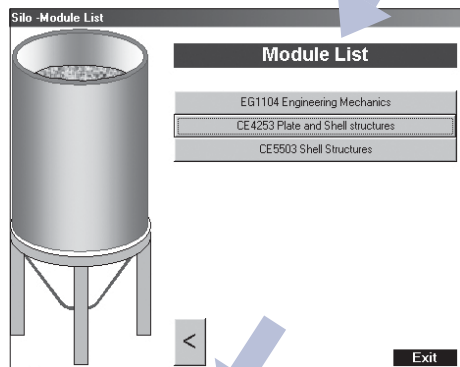 Silo -Module List
Module List
EG1104 Engineering Mechanics
CE4253 Plate and Shell structures
CE5503 Shell Structures
<
Exit